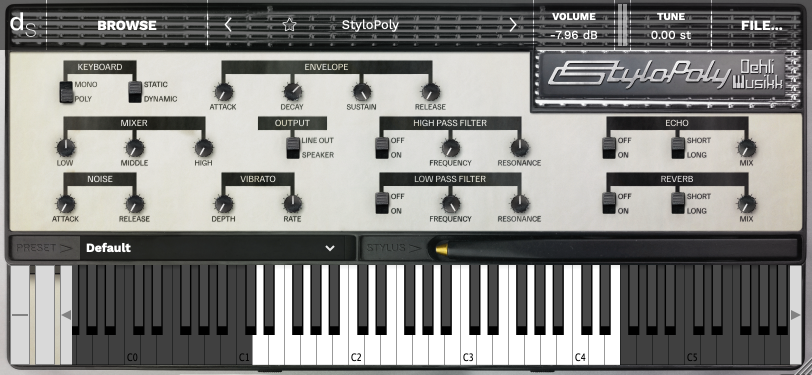 ds BROWSE StyloPoly VOLUME -7.96 dB TUNE 0.00 st FILE...
StyloPoly Oehli Musikk
KEYBOARD ENVELOPE
MONO STATIC
POLY DYNAMIC
ATTACK DECAY SUSTAIN RELEASE
MIXER OUTPUT HIGH PASS FILTER ECHO
LINE OUT OFF OFF SHORT
SPEAKER ON ON LONG
LOW MIDDLE HIGH FREQUENCY RESONANCE MIX
NOISE VIBRATO LOW PASS FILTER REVERB
OFF OFF SHORT
ON ON LONG
ATTACK RELEASE DEPTH RATE FREQUENCY RESONANCE MIX
PRESET > Default STYLUS >
C0 C1 C2 C3 C4 C5